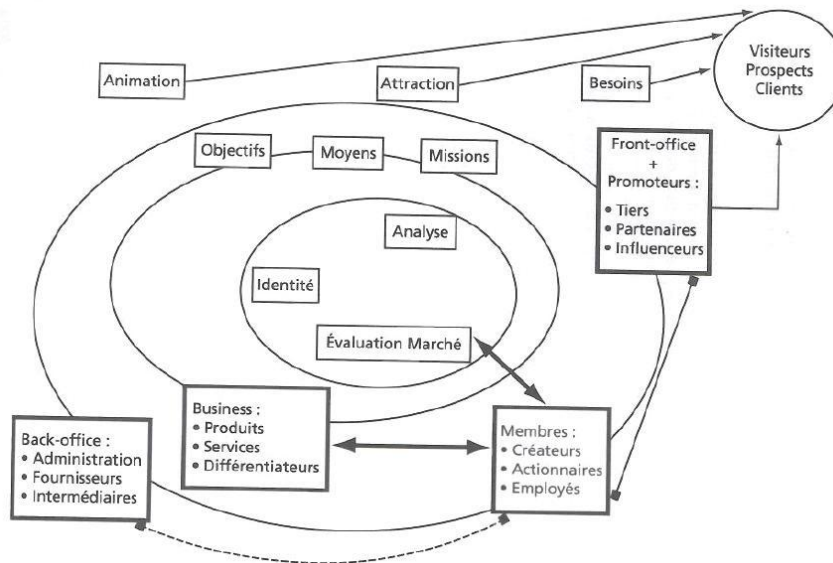 Visiteurs
Prospects
Clients
Animation
Attraction
Besoins
Objectifs
Moyens
Missions
Front-office
+
Promoteurs :
• Tiers
• Partenaires
• Influenceurs
Analyse
Identité
Évaluation Marché
Business :
• Produits
• Services
• Différentiateurs
Membres :
• Créateurs
• Actionnaires
• Employés
Back-office :
• Administration
• Fournisseurs
• Intermédiaires